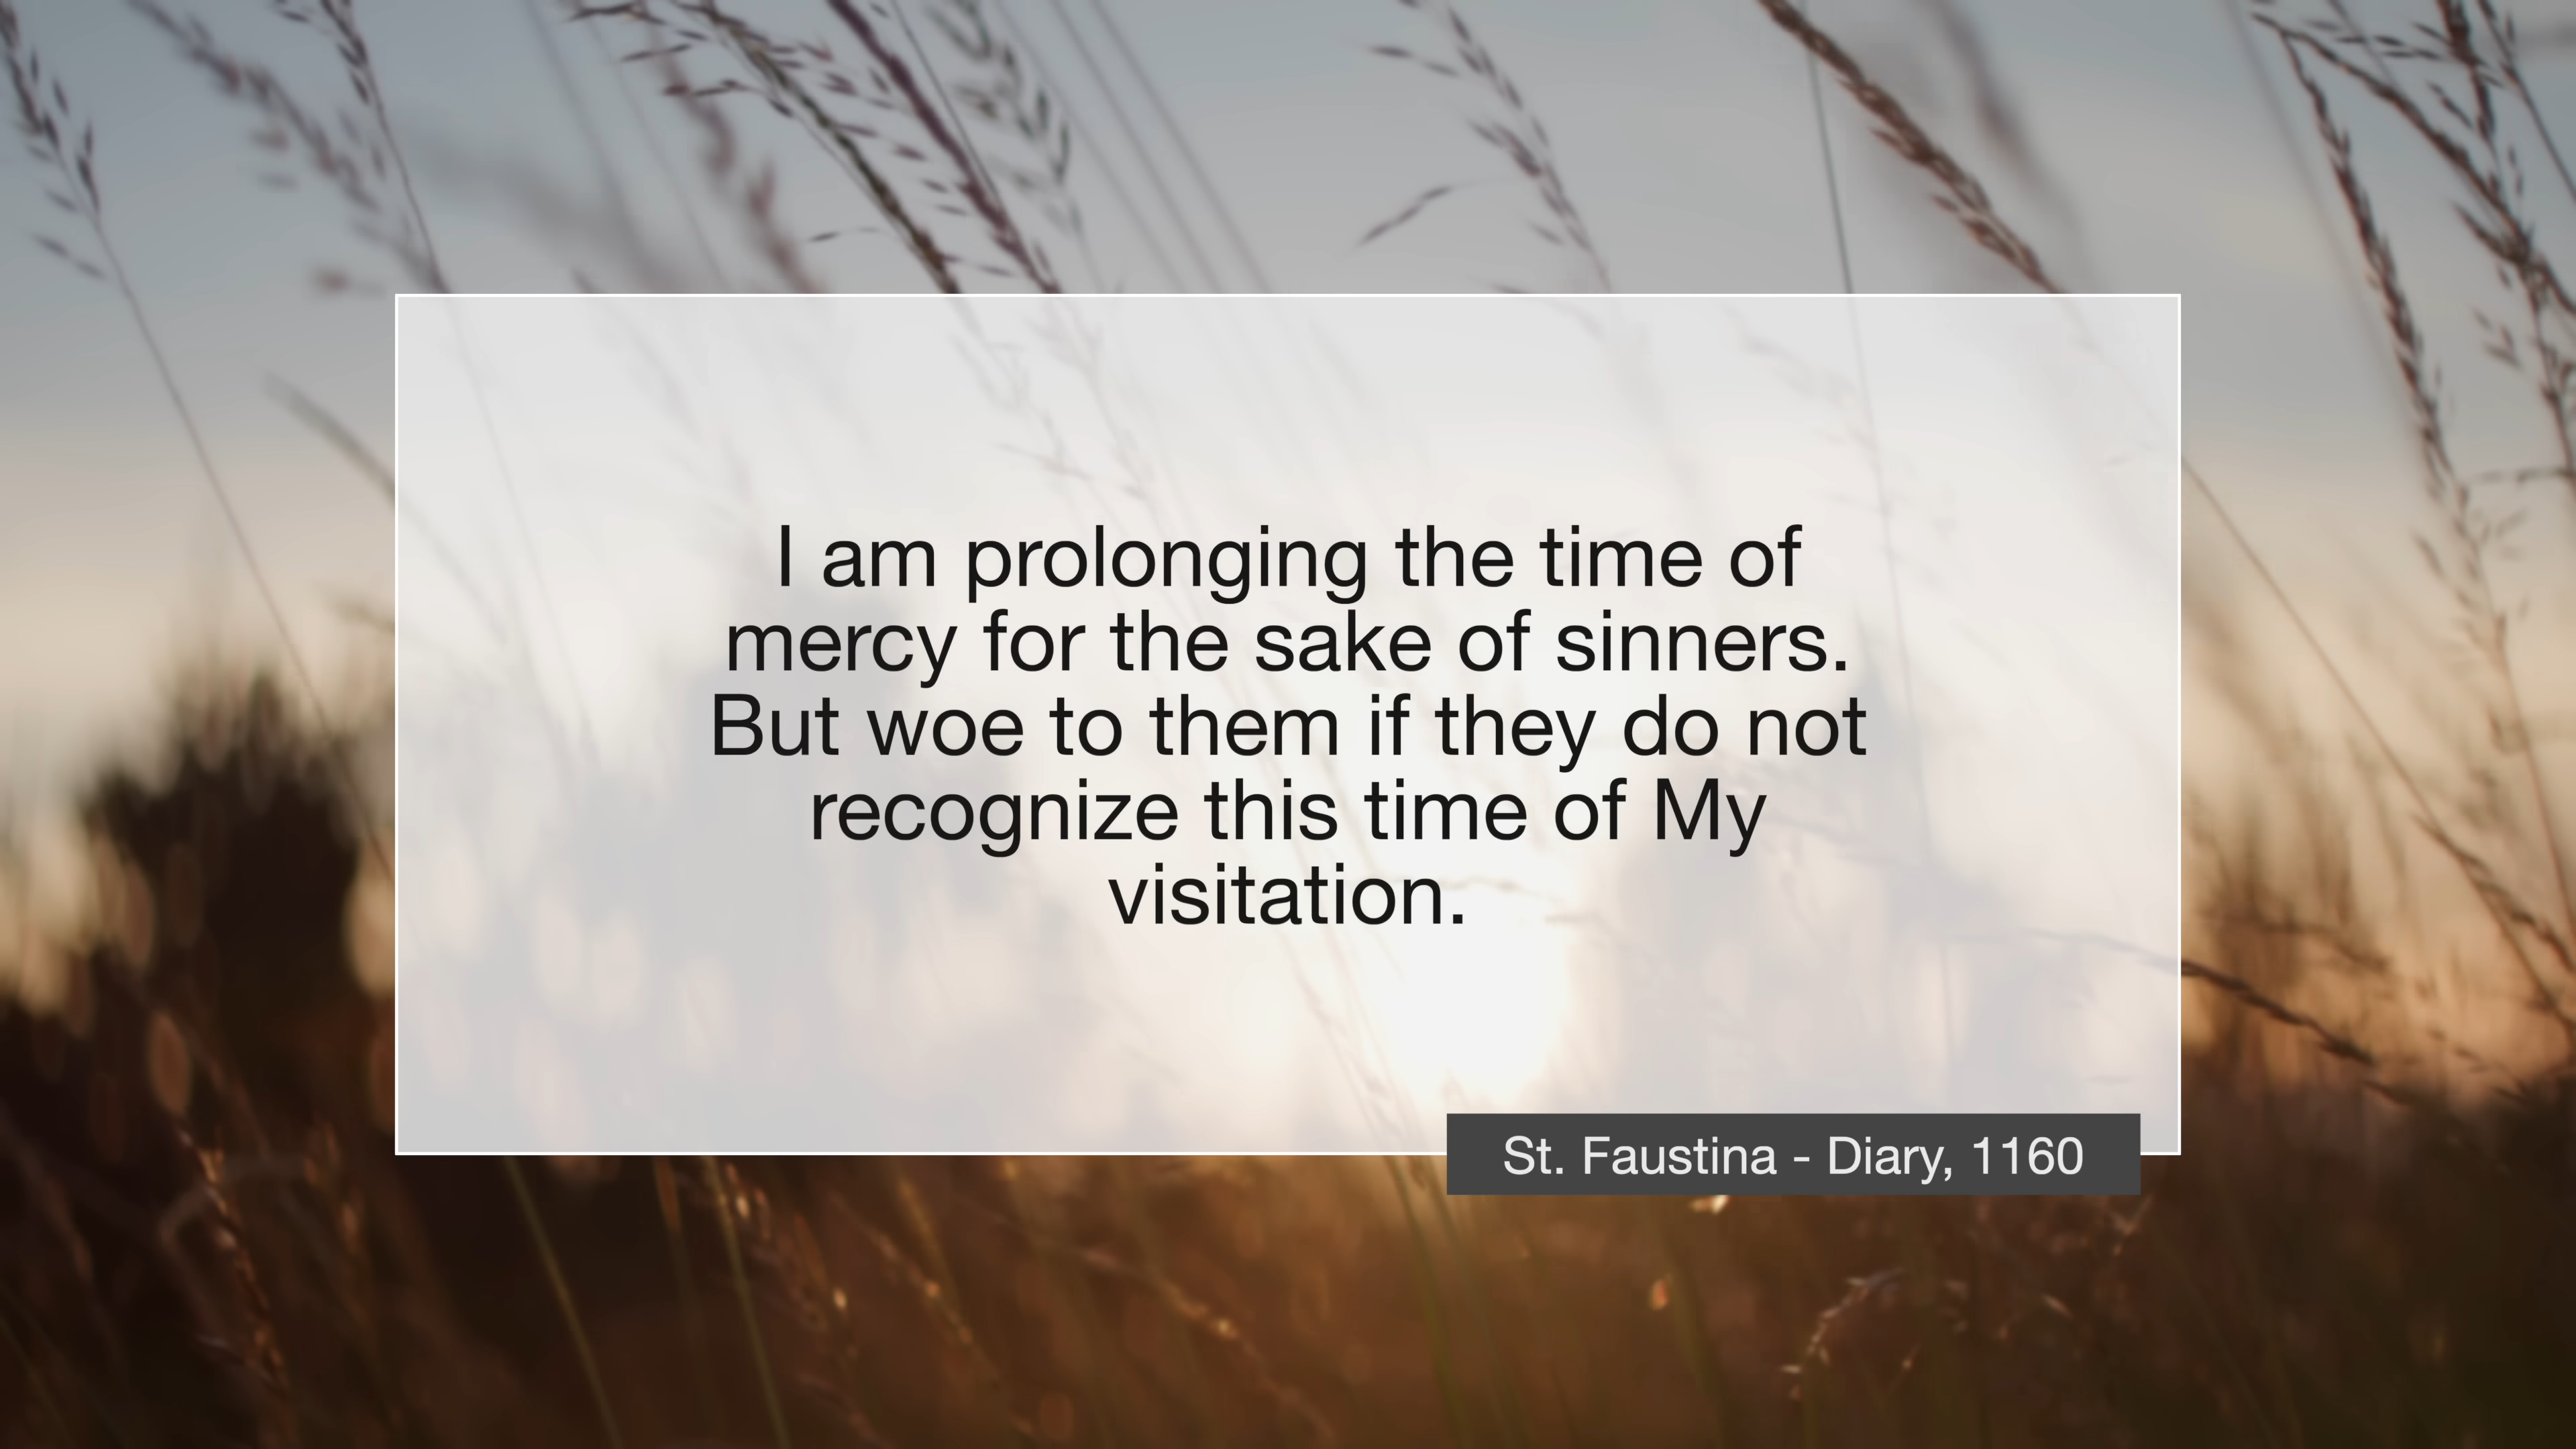 I am prolonging the time of
mercy for the sake of sinners.
But woe to them if they do not
recognize this time of My
visitation.
St. Faustina - Diary, 1160